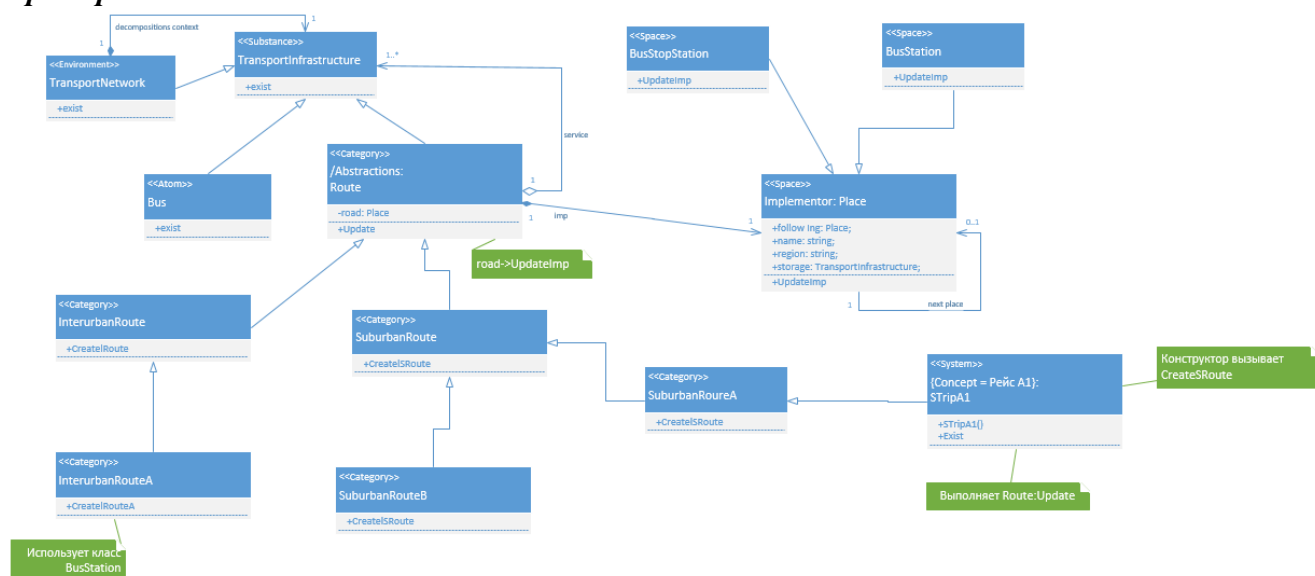 decompositions context
1
1
<<Environment>>
TransportNetwork
+exist
<<Substance>>
TransportInfrastructure
+exist
1..*
service
<<Space>>
BusStopStation
+UpdateImp
<<Space>>
BusStation
+UpdateImp
<<Atom>>
Bus
+exist
<<Category>>
/Abstractions:
Route
-road: Place
+Update
1
1
imp
1
road->UpdateImp
<<Space>>
Implementor: Place
+follow Ing: Place;
+name: string;
+region: string;
+storage: TransportInfrastructure;
+UpdateImp
0..1
1
next place
<<Category>>
InterurbanRoute
+CreateIRoute
<<Category>>
SuburbanRoute
+CreateISRoute
<<Category>>
SuburbanRoureA
+CreateISRoute
<<System>>
{Concept = Рейс А1}:
STripA1
+STripA1{}
+Exist
Конструктор вызывает
CreateSRoute
Выполняет Route:Update
<<Category>>
InterurbanRouteA
+CreateIRouteA
Использует класс
BusStation
<<Category>>
SuburbanRouteB
+CreateISRoute